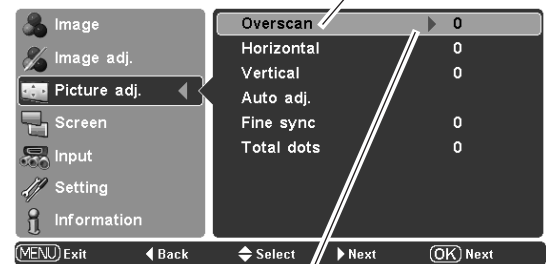 Image
Image adj.
Picture adj.
Screen
Input
Setting
Information
Overscan 0
Horizontal 0
Vertical 0
Auto adj.
Fine sync 0
Total dots 0
MENU Exit Back Select Next OK Next